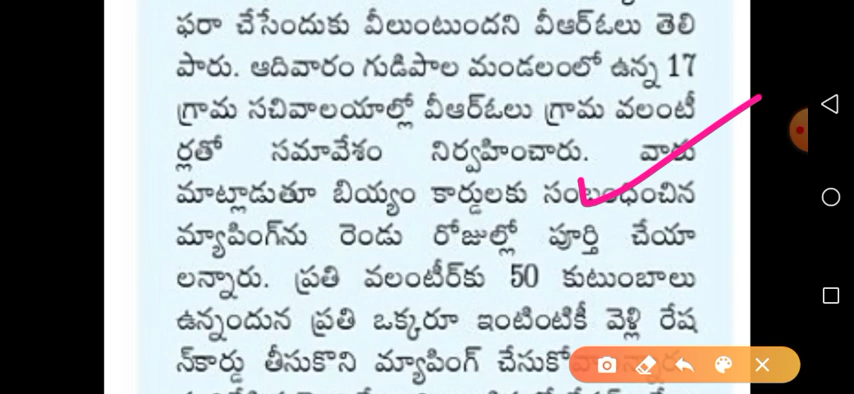 ఫరా చేసేందుకు వీలుంటుందని వీఆర్ఓలు తెలి
పారు. ఆదివారం గుడిపాల మండలంలో ఉన్న 17
గ్రామ సచివాలయాల్లో వీఆర్ఓలు గ్రామ వలంటీ
ర్లతో సమావేశం నిర్వహించారు. వారు
మాట్లాడుతూ బియ్యం కార్డులకు సంబంధించిన
మ్యాపింగ్‌ను రెండు రోజుల్లో పూర్తి చేయా
లన్నారు. ప్రతి వలంటీర్‌కు 50 కుటుంబాలు
ఉన్నందున ప్రతి ఒక్కరూ ఇంటింటికీ వెళ్లి రేష
న్‌కార్డు తీసుకొని మ్యాపింగ్